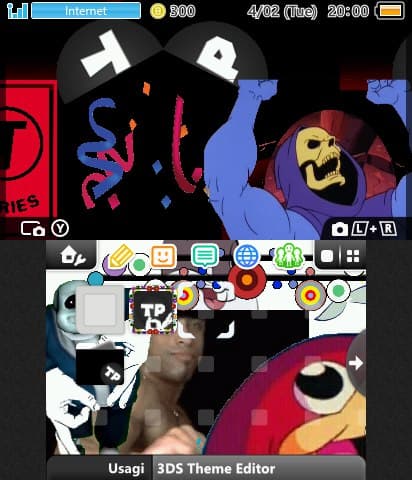 Internet 300 4/02 (Tue) 20:00
T P
T
RIES
Y L+R
TP
TP
Usagi 3DS Theme Editor